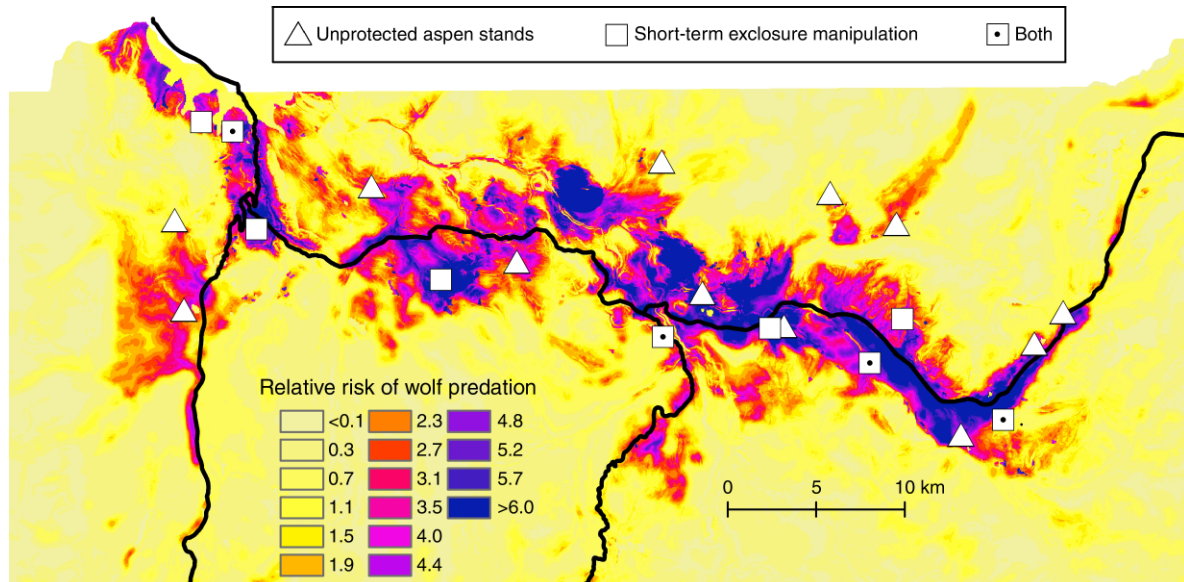 Unprotected aspen stands Short-term exclosure manipulation Both
Relative risk of wolf predation
<0.1 2.3 4.8
0.3 2.7 5.2
0.7 3.1 5.7
1.1 3.5 >6.0
1.5 4.0
1.9 4.4
0 5 10 km